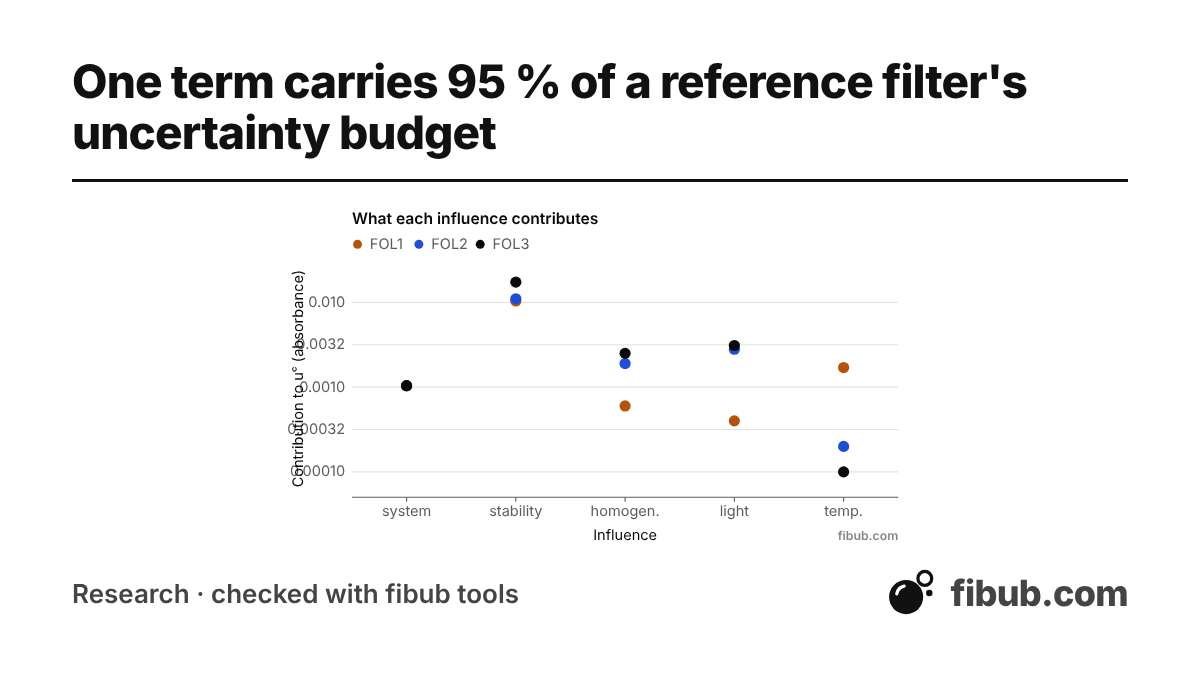 One term carries 95 % of a reference filter's
uncertainty budget
What each influence contributes
FOL1 FOL2 FOL3
Contribution to u° (absorbance)
0.010
0.0032
0.0010
0.00032
0.00010
system stability homogen. light temp.
Influence
fibub.com
Research · checked with fibub tools
fibub.com